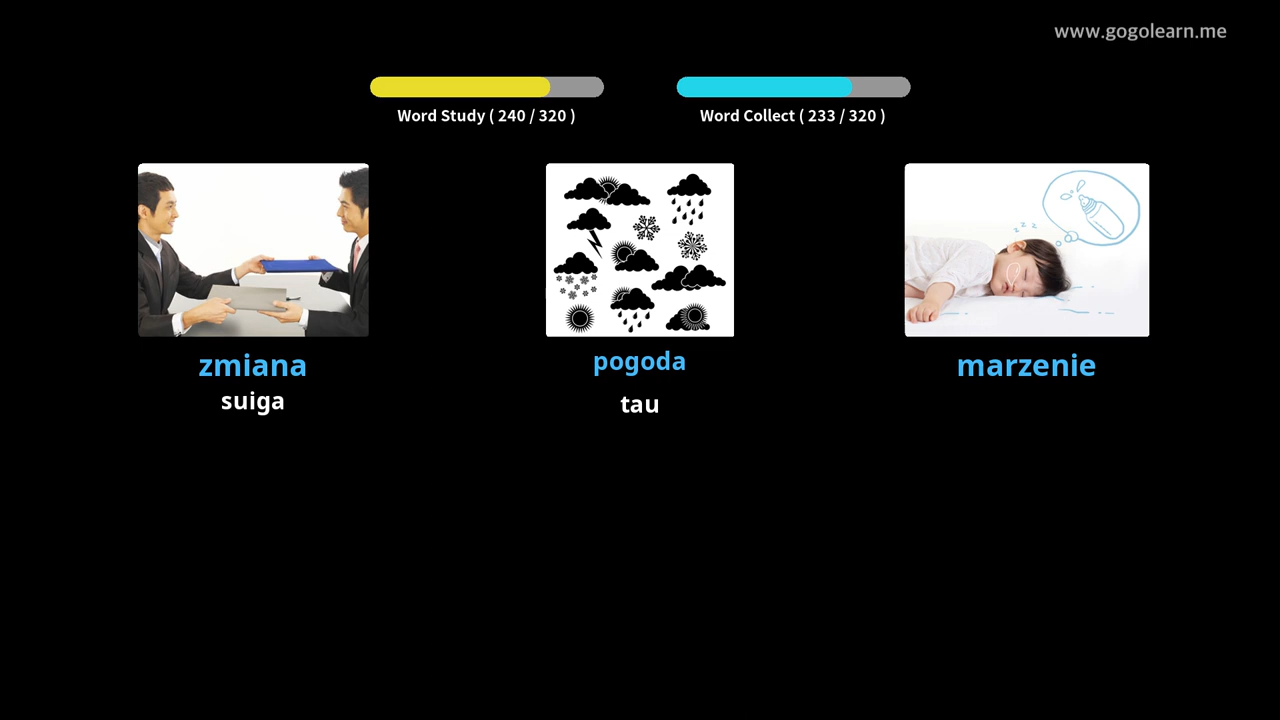 www.gogolearn.me
Word Study ( 240 / 320 )
Word Collect ( 233 / 320 )
zmiana
suiga
pogoda
tau
marzenie